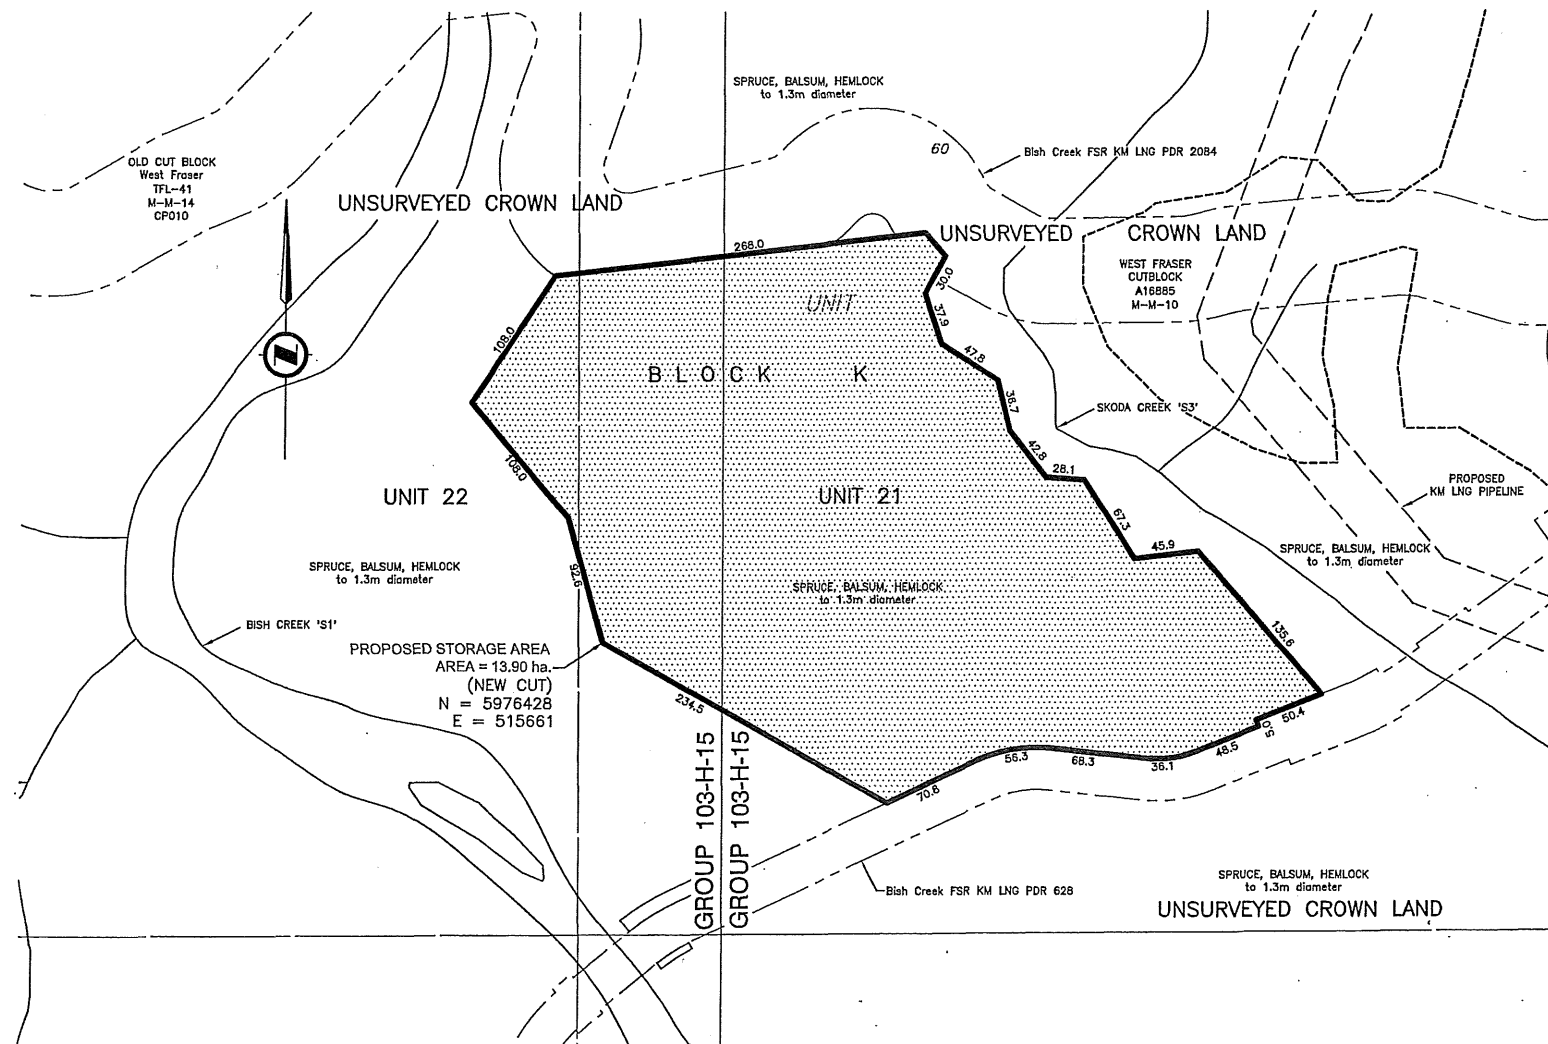 SPRUCE, BALSUM, HEMLOCK
to 1.3m diameter
60
Bish Creek FSR KM LNG PDR 2084
OLD CUT BLOCK
West Fraser
TFL-41
M-M-14
CP010
UNSURVEYED CROWN LAND
UNSURVEYED CROWN LAND
268.0
WEST FRASER
CUTBLOCK
A16885
M-M-10
30.0
UNIT
37.9
108.0
47.8
BLOCK K
38.7
SKODA CREEK 'S3'
42.8
28.1
108.0
UNIT 22
UNIT 21
PROPOSED
KM LNG PIPELINE
67.3
45.9
SPRUCE, BALSUM, HEMLOCK
to 1.3m diameter
SPRUCE, BALSUM, HEMLOCK
to 1.3m diameter
92.6
SPRUCE, BALSUM, HEMLOCK
to 1.3m diameter
BISH CREEK 'S1'
135.6
PROPOSED STORAGE AREA
AREA = 13.90 ha.
(NEW CUT)
N = 5976428
E = 515661
234.5
50.4
5.0
48.5
56.3
68.3
36.1
70.8
GROUP 103-H-15
GROUP 103-H-15
Bish Creek FSR KM LNG PDR 628
SPRUCE, BALSUM, HEMLOCK
to 1.3m diameter
UNSURVEYED CROWN LAND